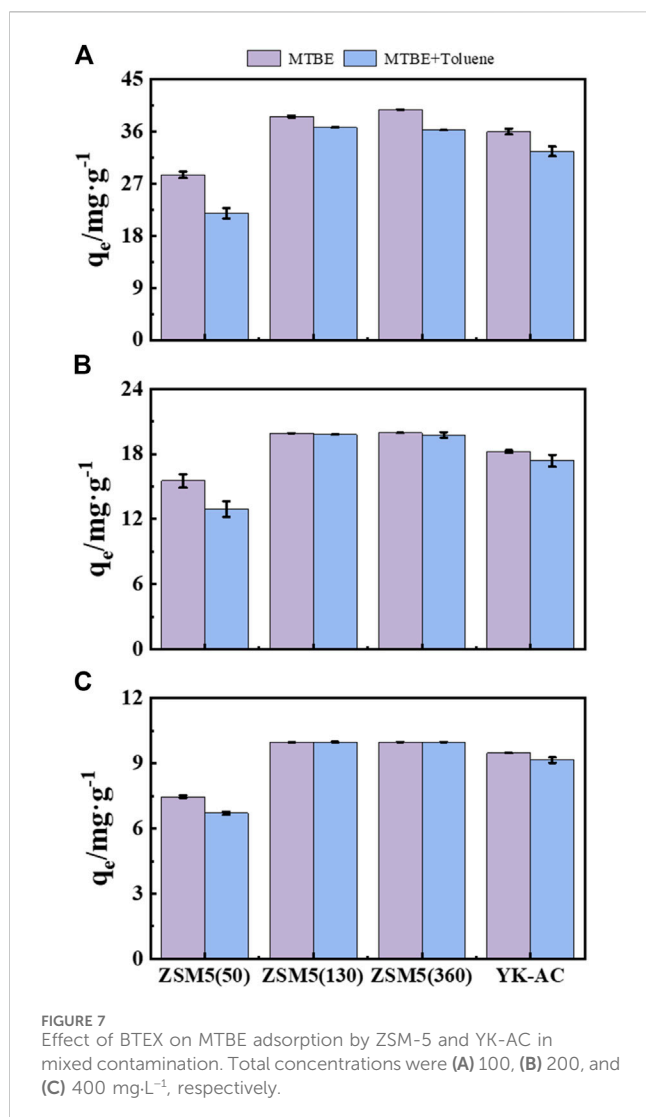 A
MTBE MTBE+Toluene
45
36
27
18
9
0
qe/mg·g⁻¹
B
24
18
12
6
0
qe/mg·g⁻¹
C
12
9
6
3
0
qe/mg·g⁻¹
ZSM5(50) ZSM5(130) ZSM5(360) YK-AC
FIGURE 7
Effect of BTEX on MTBE adsorption by ZSM-5 and YK-AC in
mixed contamination. Total concentrations were (A) 100, (B) 200, and
(C) 400 mg·L⁻¹, respectively.